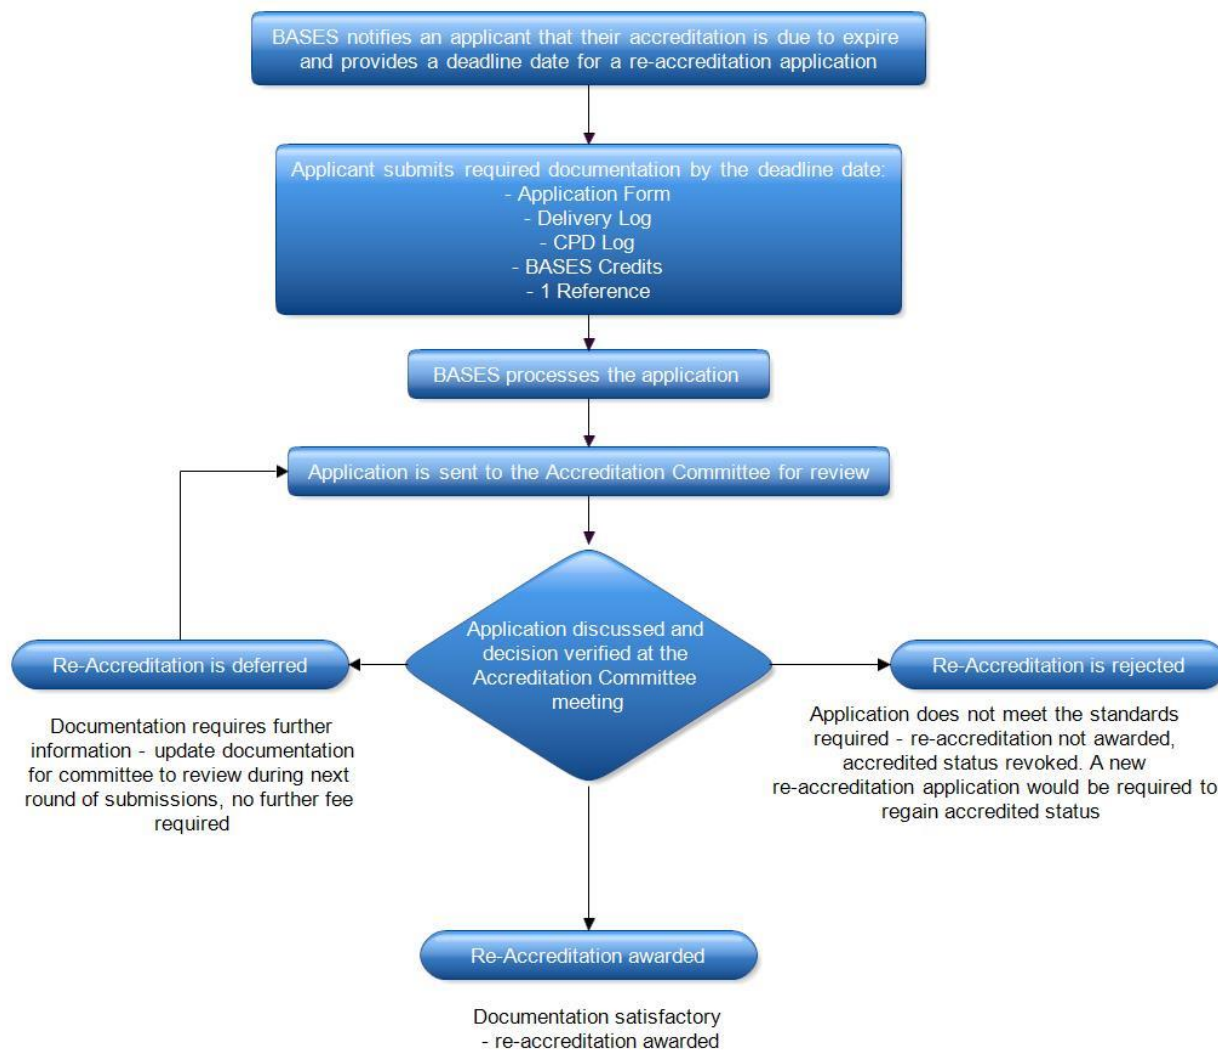 BASES notifies an applicant that their accreditation is due to expire
and provides a deadline date for a re-accreditation application
Applicant submits required documentation by the deadline date:
- Application Form
- Delivery Log
- CPD Log
- BASES Credits
- 1 Reference
BASES processes the application
Application is sent to the Accreditation Committee for review
Application discussed and
decision verified at the
Accreditation Committee
meeting
Re-Accreditation is deferred
Documentation requires further
information - update documentation
for committee to review during next
round of submissions, no further fee
required
Re-Accreditation is rejected
Application does not meet the standards
required - re-accreditation not awarded,
accredited status revoked. A new
re-accreditation application would be required to
regain accredited status
Re-Accreditation awarded
Documentation satisfactory
- re-accreditation awarded